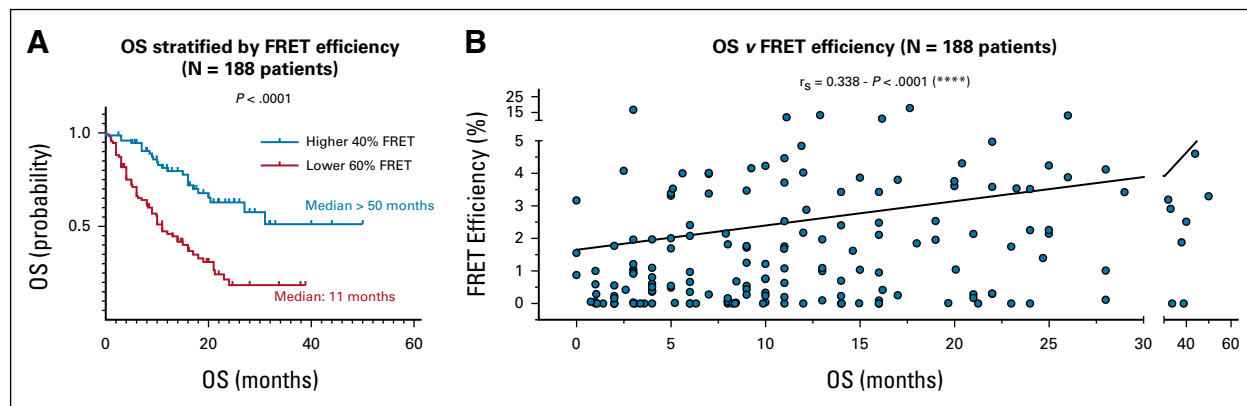 A
OS stratified by FRET efficiency
(N = 188 patients)
P < .0001
1.0
0.5
OS (probability)
Higher 40% FRET
Lower 60% FRET
Median > 50 months
Median: 11 months
0 20 40 60
OS (months)
B
OS v FRET efficiency (N = 188 patients)
rs = 0.338 - P < .0001 (****)
25
15
5
4
3
2
1
0
FRET Efficiency (%)
0 5 10 15 20 25 30 40 60
OS (months)